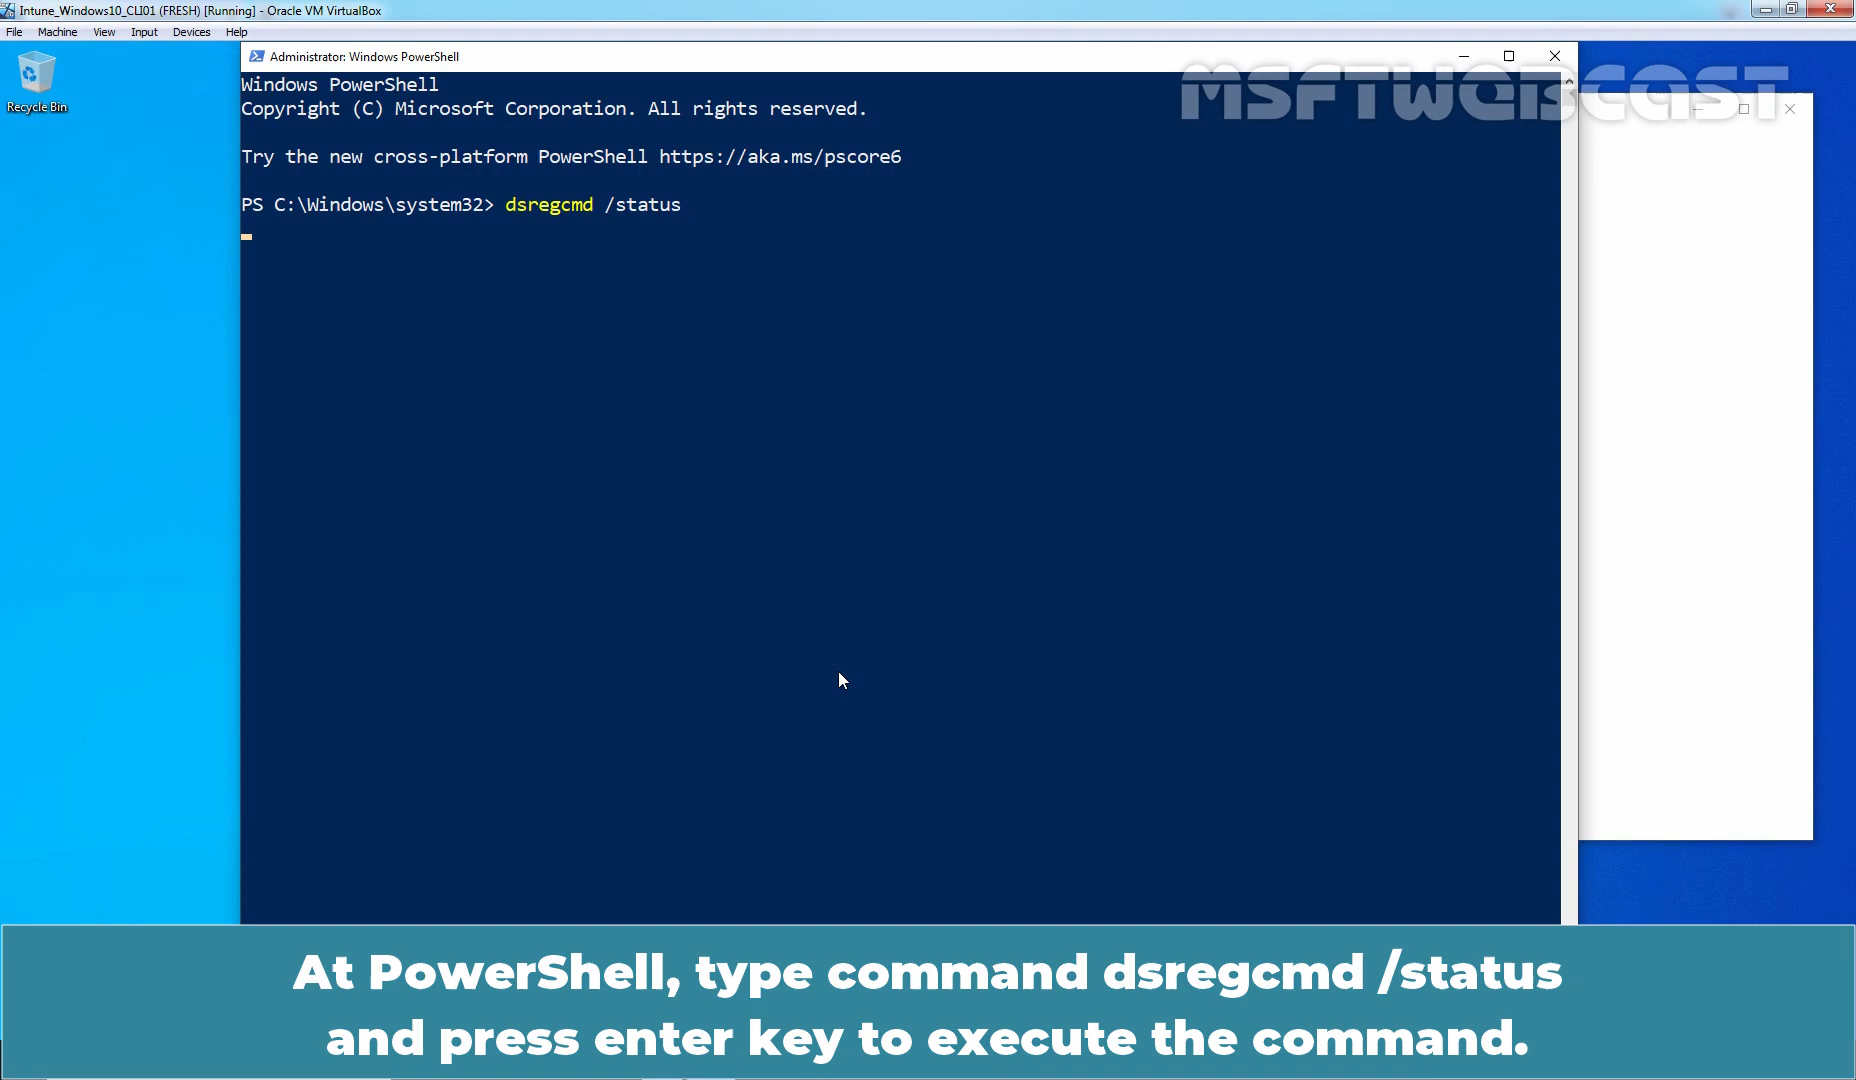 Intune_Windows10_CLI01 (FRESH) [Running] - Oracle VM VirtualBox
File Machine View Input Devices Help
Recycle Bin
Administrator: Windows PowerShell
MSFTWEBCAST
Windows PowerShell
Copyright (C) Microsoft Corporation. All rights reserved.
Try the new cross-platform PowerShell https://aka.ms/pscore6
PS C:\Windows\system32> dsregcmd /status
At PowerShell, type command dsregcmd /status
and press enter key to execute the command.